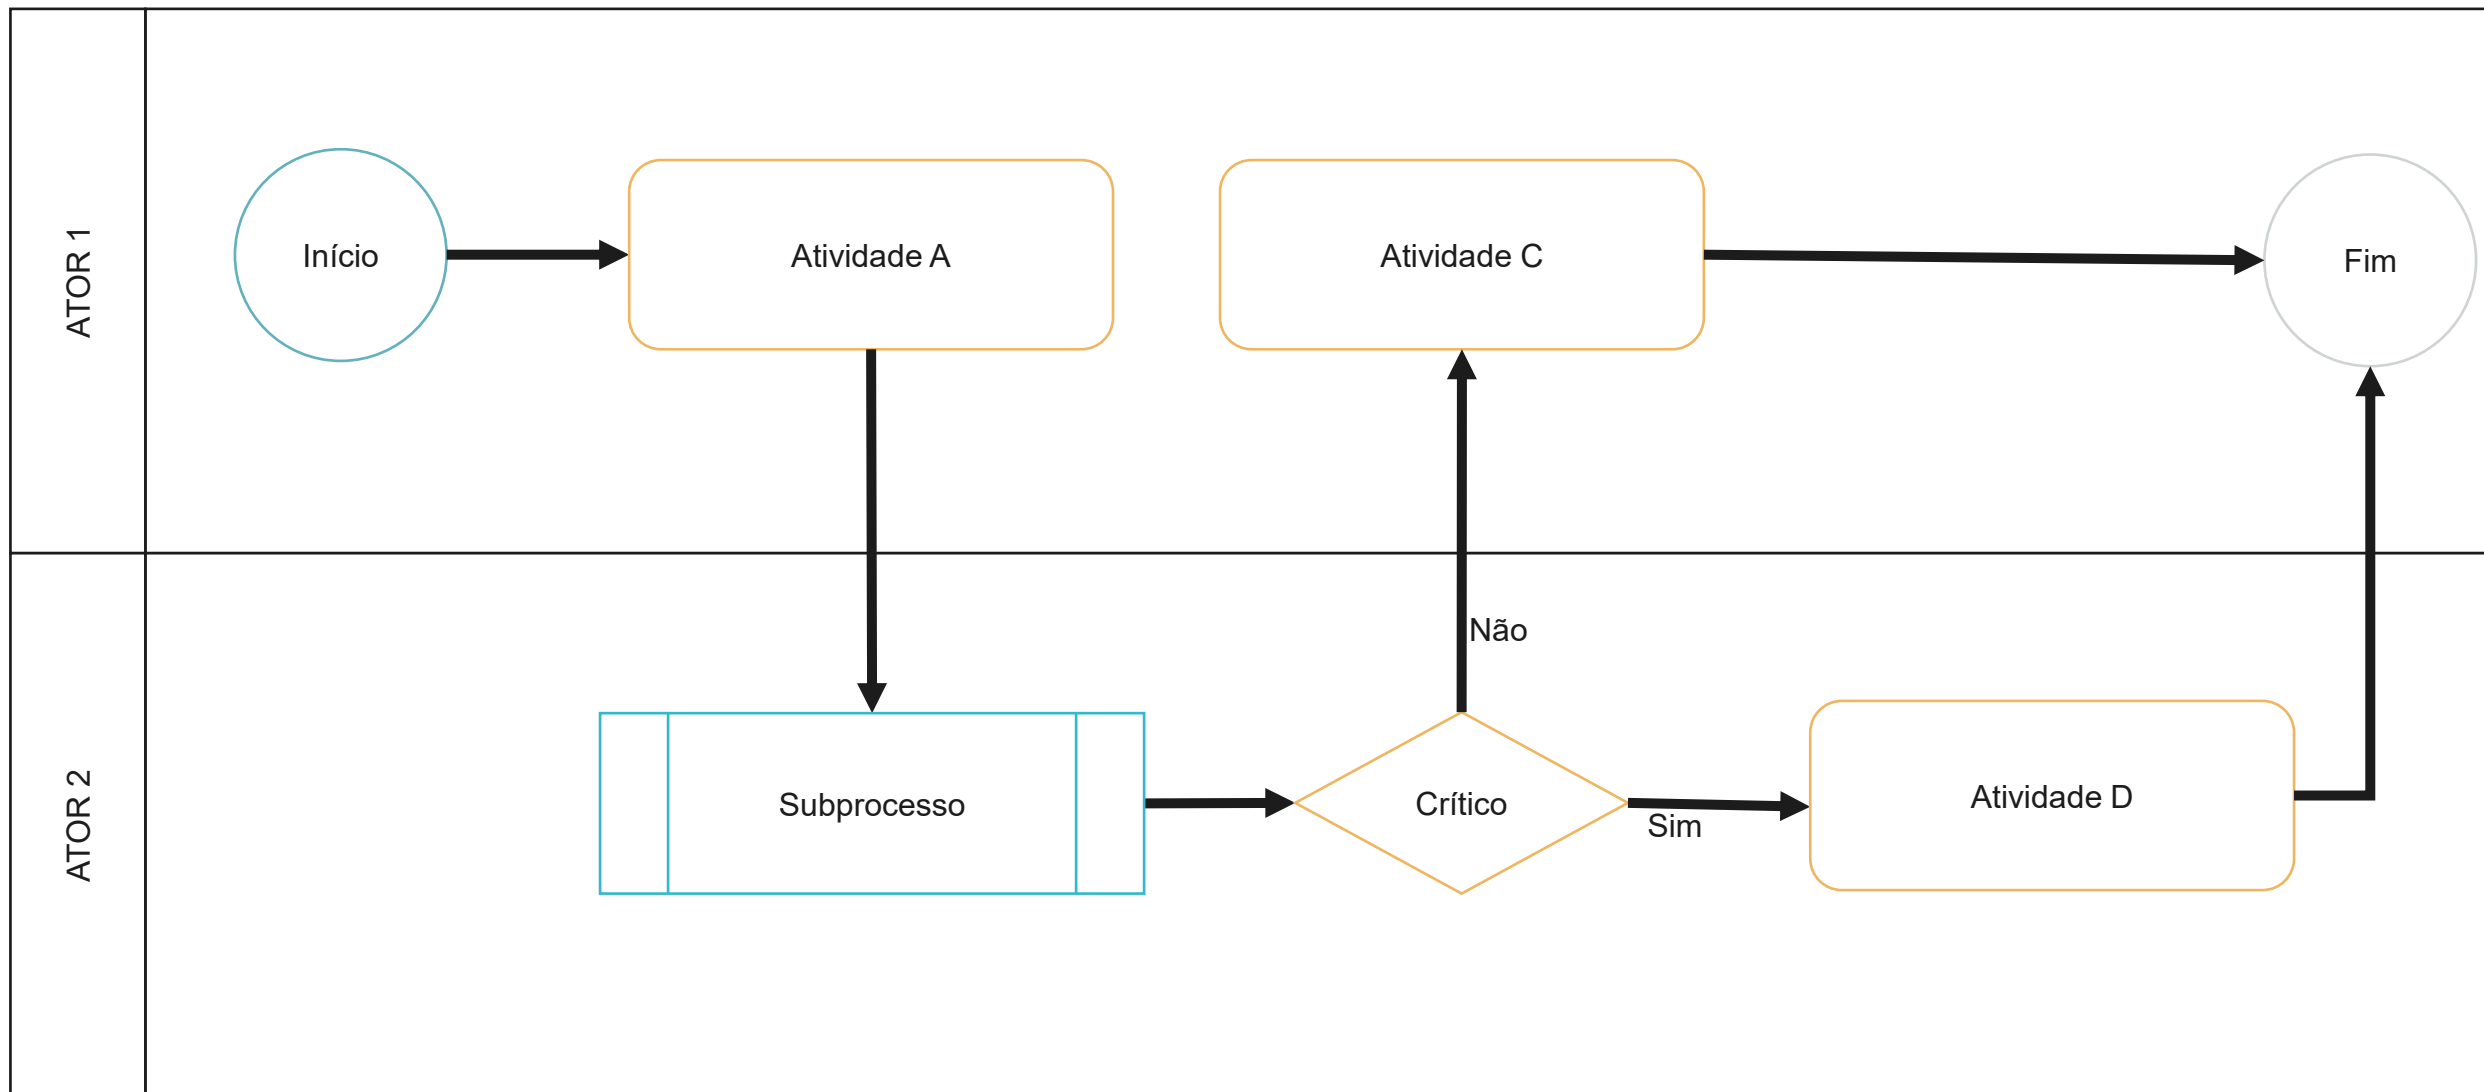 ATOR 1
Início
Atividade A
Atividade C
Fim
ATOR 2
Não
Subprocesso
Crítico
Sim
Atividade D